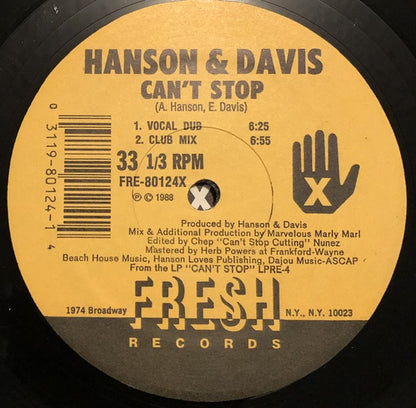 HANSON & DAVIS
CAN'T STOP
(A. Hanson, E. Davis)
1. VOCAL DUB 6:25
2. CLUB MIX 6:55
33 1/3 RPM
FRE-80124X
Ⓟ © 1988
0 3119-80124-1 4
X
X
Produced by Hanson & Davis
Mix & Additional Production by Marvelous Marly Marl
Edited by Chep "Can't Stop Cutting" Nunez
Mastered by Herb Powers at Frankford-Wayne
Beach House Music, Hanson Loves Publishing, Dajou Music-ASCAP
From the LP "CAN'T STOP" LPRE-4
FRESH
1974 Broadway N.Y., N.Y. 10023
RECORDS